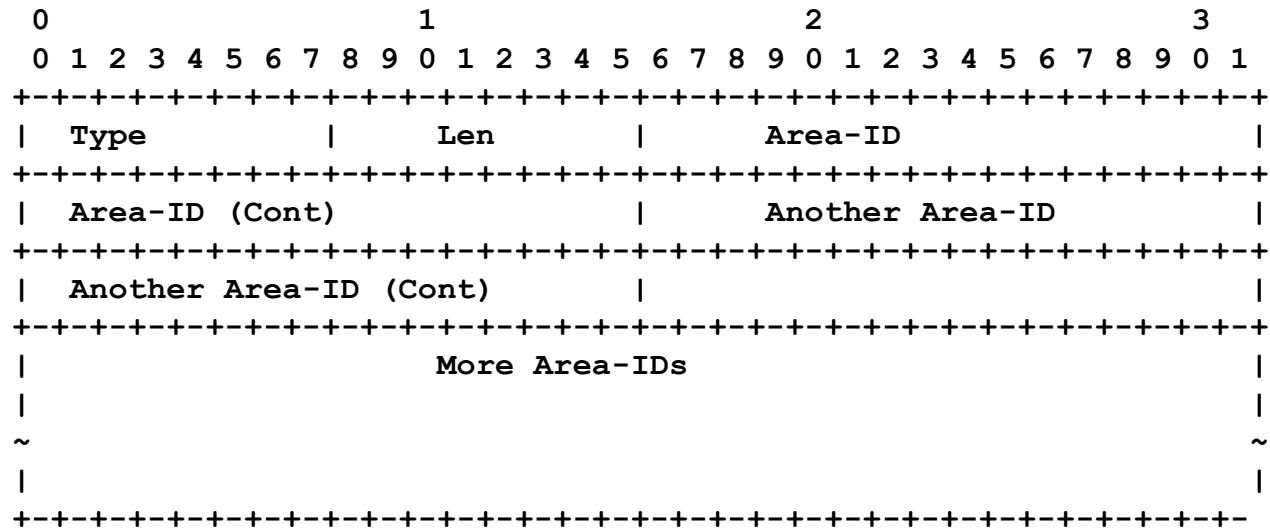 0                   1                   2                   3
 0 1 2 3 4 5 6 7 8 9 0 1 2 3 4 5 6 7 8 9 0 1 2 3 4 5 6 7 8 9 0 1
+-+-+-+-+-+-+-+-+-+-+-+-+-+-+-+-+-+-+-+-+-+-+-+-+-+-+-+-+-+-+-+-+
|  Type         |     Len       |      Area-ID                  |
+-+-+-+-+-+-+-+-+-+-+-+-+-+-+-+-+-+-+-+-+-+-+-+-+-+-+-+-+-+-+-+-+
|  Area-ID (Cont)               |      Another Area-ID          |
+-+-+-+-+-+-+-+-+-+-+-+-+-+-+-+-+-+-+-+-+-+-+-+-+-+-+-+-+-+-+-+-+
|  Another Area-ID (Cont)       |                               |
+-+-+-+-+-+-+-+-+-+-+-+-+-+-+-+-+-+-+-+-+-+-+-+-+-+-+-+-+-+-+-+-+
|                     More Area-IDs                             |
|                                                               |
~                                                               ~
|                                                               |
+-+-+-+-+-+-+-+-+-+-+-+-+-+-+-+-+-+-+-+-+-+-+-+-+-+-+-+-+-+-+-+-